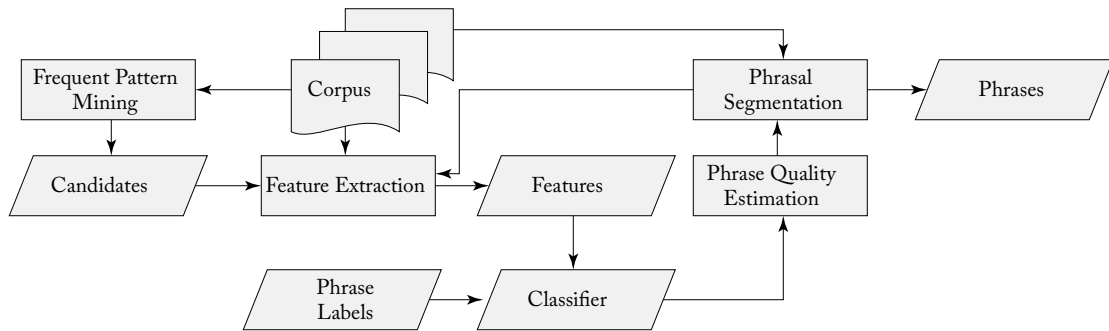 Frequent Pattern
Mining
Corpus
Phrasal
Segmentation
Phrases
Candidates
Feature Extraction
Features
Phrase Quality
Estimation
Phrase
Labels
Classifier